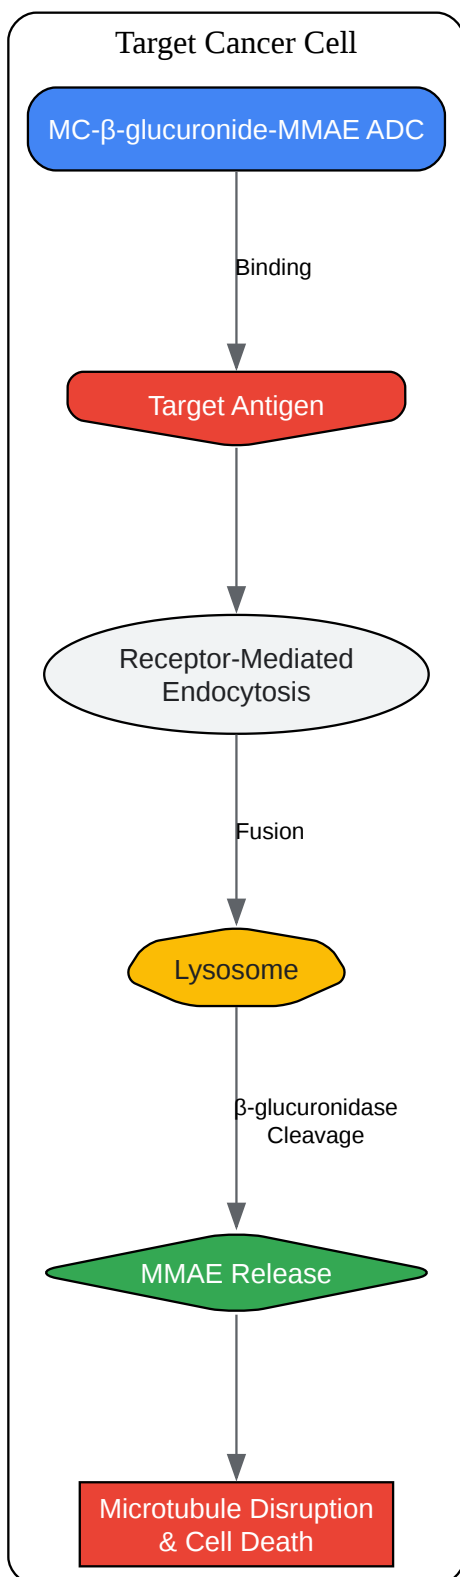 Target Cancer Cell
MC-β-glucuronide-MMAE ADC
Binding
Target Antigen
Receptor-Mediated
Endocytosis
Fusion
Lysosome
β-glucuronidase
Cleavage
MMAE Release
Microtubule Disruption
& Cell Death